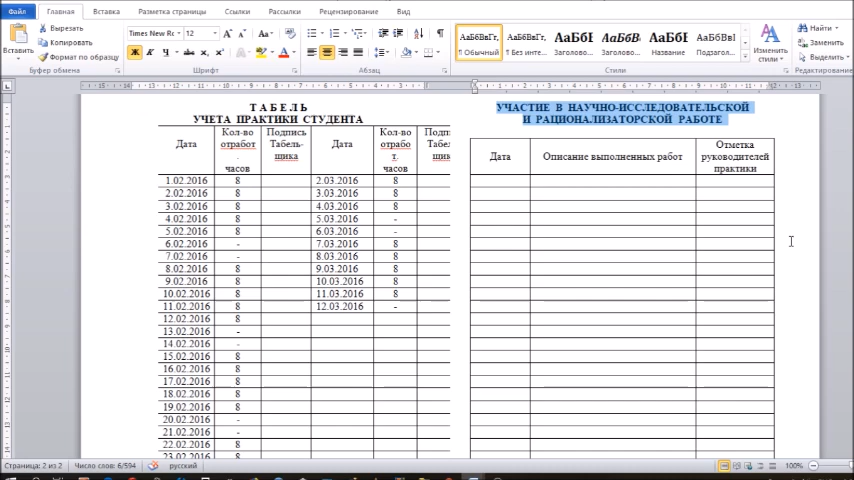 Файл Главная Вставка Разметка страницы Ссылки Рассылки Рецензирование Вид
Вставить
Вырезать
Копировать
Формат по образцу
Буфер обмена
Times New Ro 12
Ж К Ч abc X₂ X²
Шрифт
Абзац
АаБбВвГг, АаБбВвГг, АаБбВ АаБбВ АаБбВвІ АаБбВвІ
¶ Обычный ¶ Без инте... Заголово... Заголово... Название Подзагол...
Стили
Изменить
стили
Найти
Заменить
Выделить
Редактирование
Т А Б Е Л Ь
УЧЕТА ПРАКТИКИ СТУДЕНТА
Дата Кол-во отработ . часов Подпись Табель-щика Дата Кол-во отрабо т. часов
1.02.2016 8 2.03.2016 8
2.02.2016 8 3.03.2016 8
3.02.2016 8 4.03.2016 8
4.02.2016 8 5.03.2016 -
5.02.2016 8 6.03.2016 -
6.02.2016 - 7.03.2016 8
7.02.2016 - 8.03.2016 8
8.02.2016 8 9.03.2016 8
9.02.2016 8 10.03.2016 8
10.02.2016 8 11.03.2016 8
11.02.2016 8 12.03.2016 -
12.02.2016 8
13.02.2016 -
14.02.2016 -
15.02.2016 8
16.02.2016 8
17.02.2016 8
18.02.2016 8
19.02.2016 8
20.02.2016 -
21.02.2016 -
22.02.2016 8
23.02.2016 8
УЧАСТИЕ В НАУЧНО-ИССЛЕДОВАТЕЛЬСКОЙ
И РАЦИОНАЛИЗАТОРСКОЙ РАБОТЕ
Дата Описание выполненных работ Отметка руководителей практики
Страница: 2 из 2 Число слов: 6/594 русский 100%